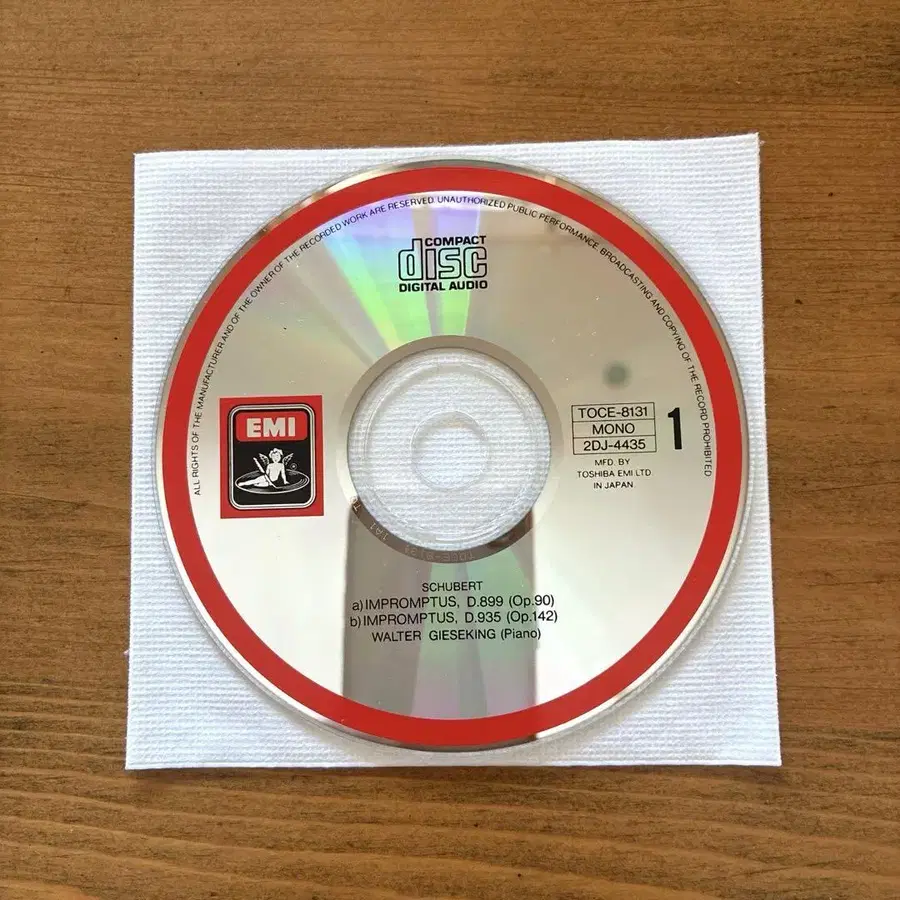 ALL RIGHTS OF THE MANUFACTURER AND OF THE OWNER OF THE RECORDED WORK ARE RESERVED. UNAUTHORIZED PUBLIC PERFORMANCE, BROADCASTING AND COPYING OF THE RECORD PROHIBITED
COMPACT
disc
DIGITAL AUDIO
EMI
TOCE-8131
MONO
2DJ-4435
1
MFD. BY
TOSHIBA EMI LTD.
IN JAPAN.
SCHUBERT
a) IMPROMPTUS, D.899 (Op.90)
b) IMPROMPTUS, D.935 (Op.142)
WALTER GIESEKING (Piano)